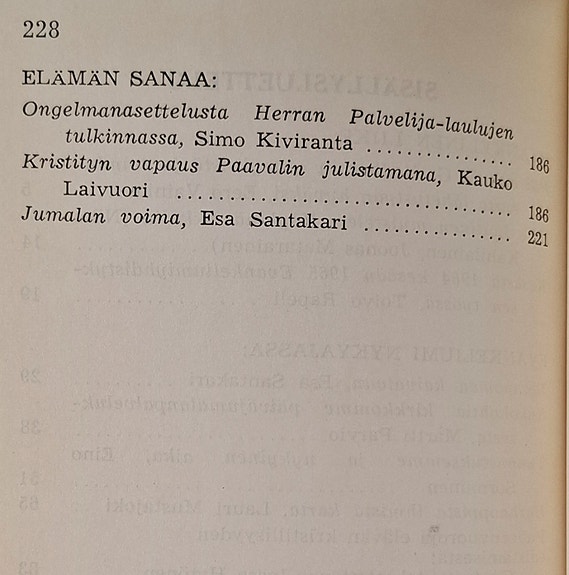 228
ELÄMÄN SANAA:
Ongelmanasettelusta Herran Palvelija-laulujen
tulkinnassa, Simo Kiviranta ................ 186
Kristityn vapaus Paavalin julistamana, Kauko
Laivuori ................................. 186
Jumalan voima, Esa Santakari ............... 221